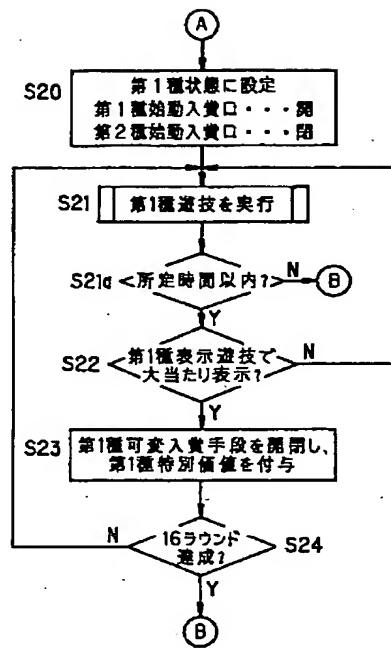 A
S20
第1種状態に設定
第1種始動入賞口・・・開
第2種始動入賞口・・・閉
S21
第1種遊技を実行
S21a
所定時間以内?
N
B
Y
S22
第1種表示遊技で
大当たり表示?
N
Y
S23
第1種可変入賞手段を開閉し、
第1種特別価値を付与
N
16ラウンド
達成?
S24
Y
B